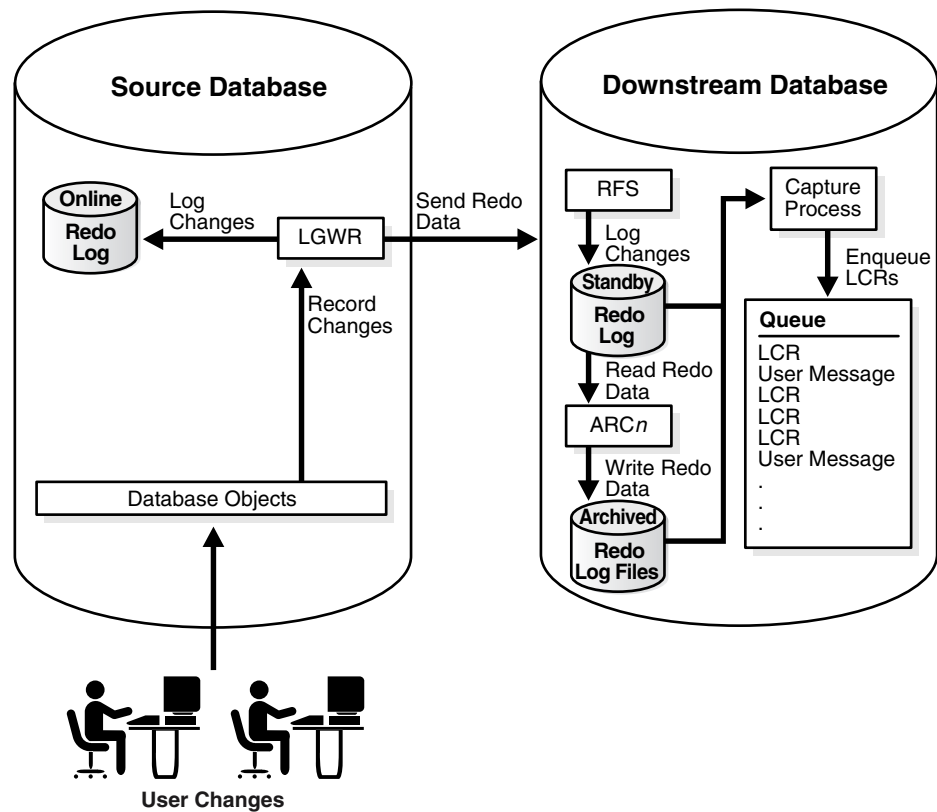 Source Database
Online
Redo
Log
Log
Changes
LGWR
Send Redo
Data
Record
Changes
Database Objects
User Changes
Downstream Database
RFS
Log
Changes
Standby
Redo
Log
Read Redo
Data
ARCn
Write Redo
Data
Archived
Redo
Log Files
Capture
Process
Enqueue
LCRs
Queue
LCR
User Message
LCR
LCR
LCR
User Message
.
.
.